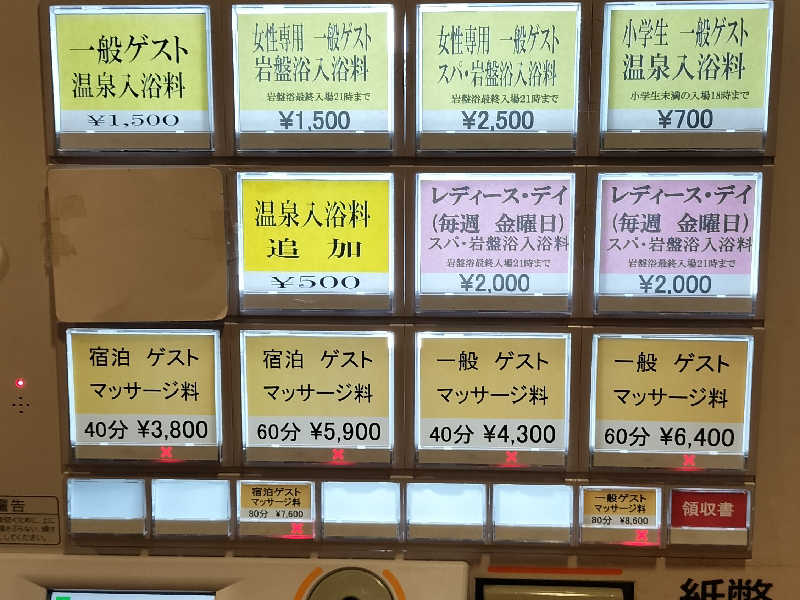 一般ゲスト
温泉入浴料
¥1,500
女性専用 一般ゲスト
岩盤浴入浴料
岩盤浴最終入場21時まで
¥1,500
女性専用 一般ゲスト
スパ・岩盤浴入浴料
岩盤浴最終入場21時まで
¥2,500
小学生 一般ゲスト
温泉入浴料
小学生未満の入場18時まで
¥700
温泉入浴料
追加
¥500
レディース・デイ
(毎週 金曜日)
スパ・岩盤浴入浴料
岩盤浴最終入場21時まで
¥2,000
レディース・デイ
(毎週 金曜日)
スパ・岩盤浴入浴料
岩盤浴最終入場21時まで
¥2,000
宿泊 ゲスト
マッサージ料
40分 ¥3,800
宿泊 ゲスト
マッサージ料
60分 ¥5,900
一般 ゲスト
マッサージ料
40分 ¥4,300
一般 ゲスト
マッサージ料
60分 ¥6,400
宿泊ゲスト
マッサージ料
80分 ¥7,600
一般ゲスト
マッサージ料
80分 ¥8,600
領収書
警告
紙幣